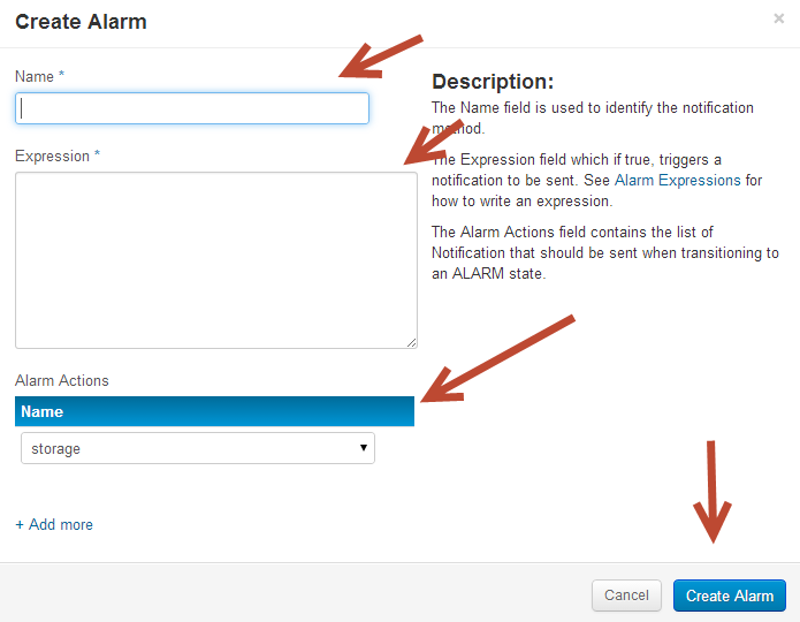 Create Alarm
×
Name *
Expression *
Alarm Actions
Name
storage
+ Add more
Description:
The Name field is used to identify the notification
method.
The Expression field which if true, triggers a
notification to be sent. See Alarm Expressions for
how to write an expression.
The Alarm Actions field contains the list of
Notification that should be sent when transitioning to
an ALARM state.
Cancel
Create Alarm